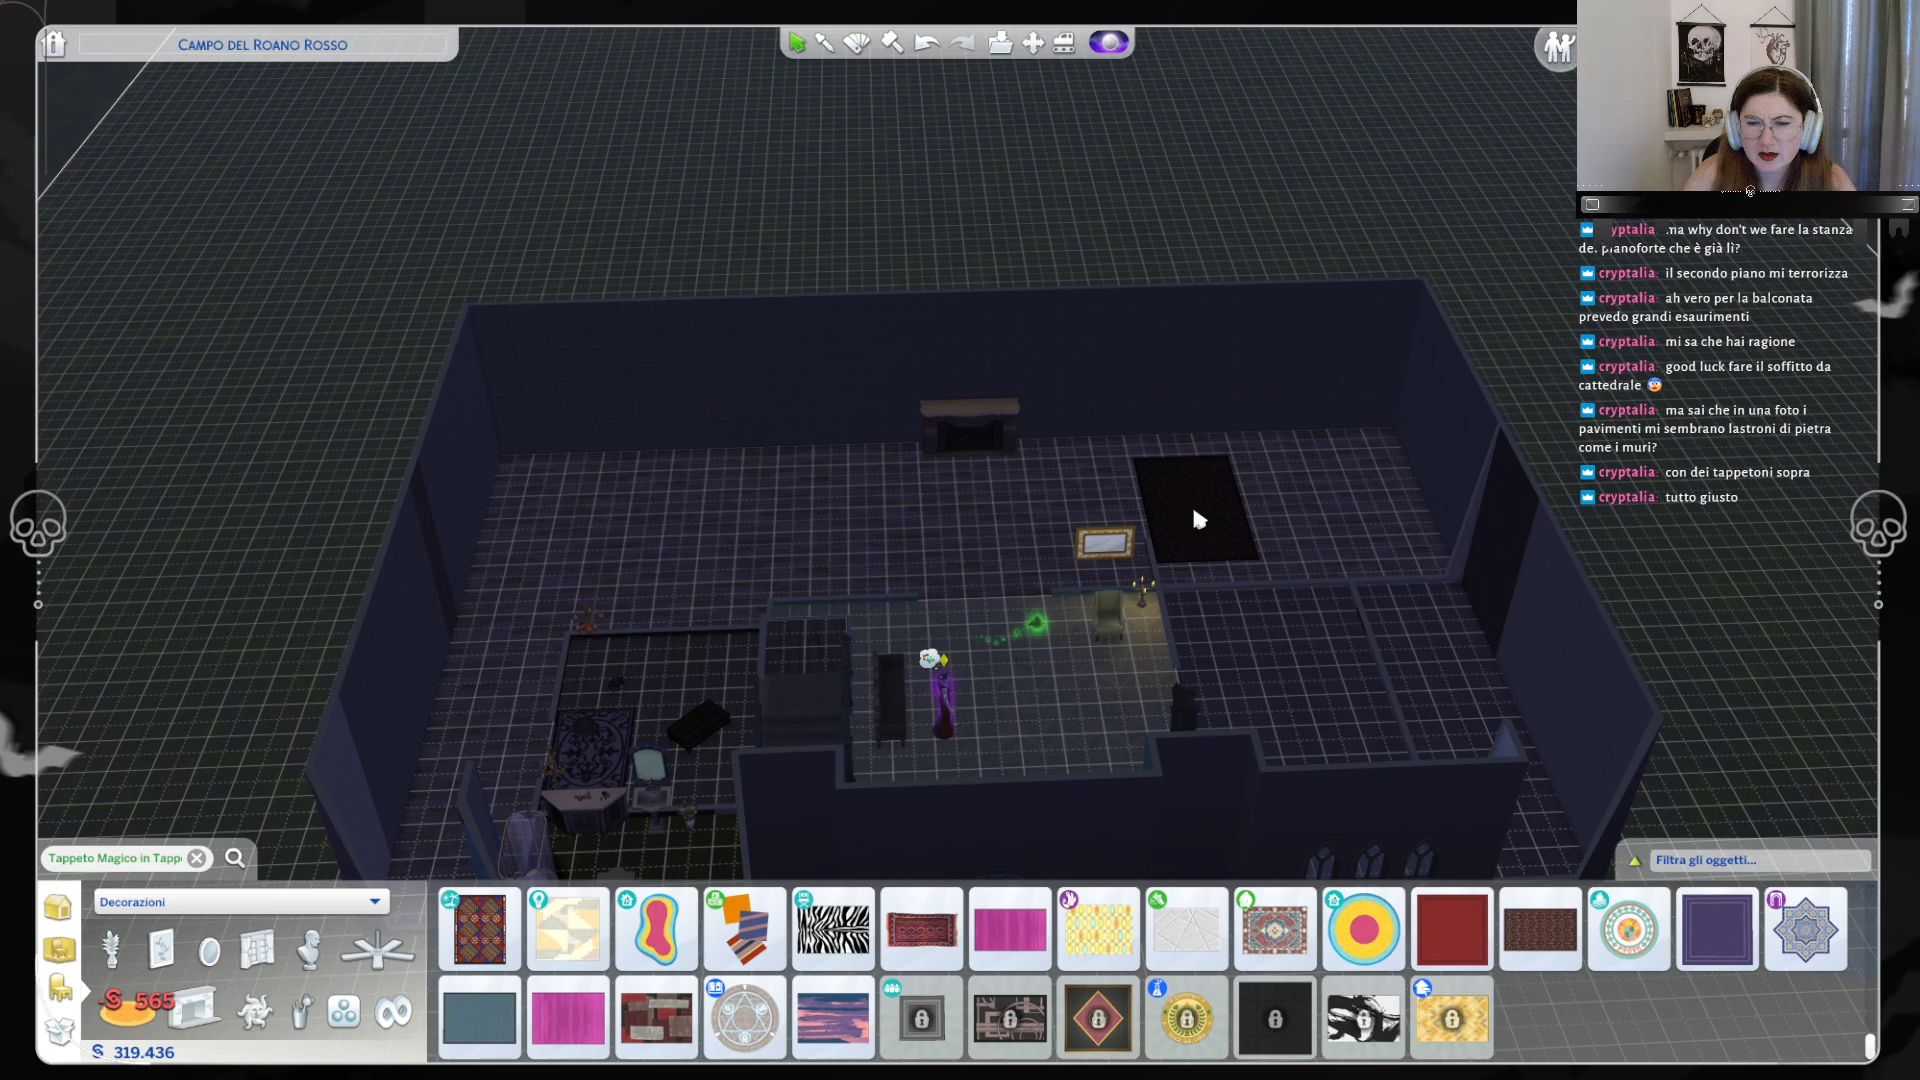 CAMPO DEL ROANO ROSSO
yptalia .na why don't we fare la stanza
de. pianoforte che è già lì?
cryptalia: il secondo piano mi terrorizza
cryptalia: ah vero per la balconata
prevedo grandi esaurimenti
cryptalia: mi sa che hai ragione
cryptalia: good luck fare il soffitto da
cattedrale 😨
cryptalia: ma sai che in una foto i
pavimenti mi sembrano lastroni di pietra
come i muri?
cryptalia: con dei tappetoni sopra
cryptalia: tutto giusto
Tappeto Magico in Tapp
Filtra gli oggetti...
Decorazioni
-§ 565
§ 319.436